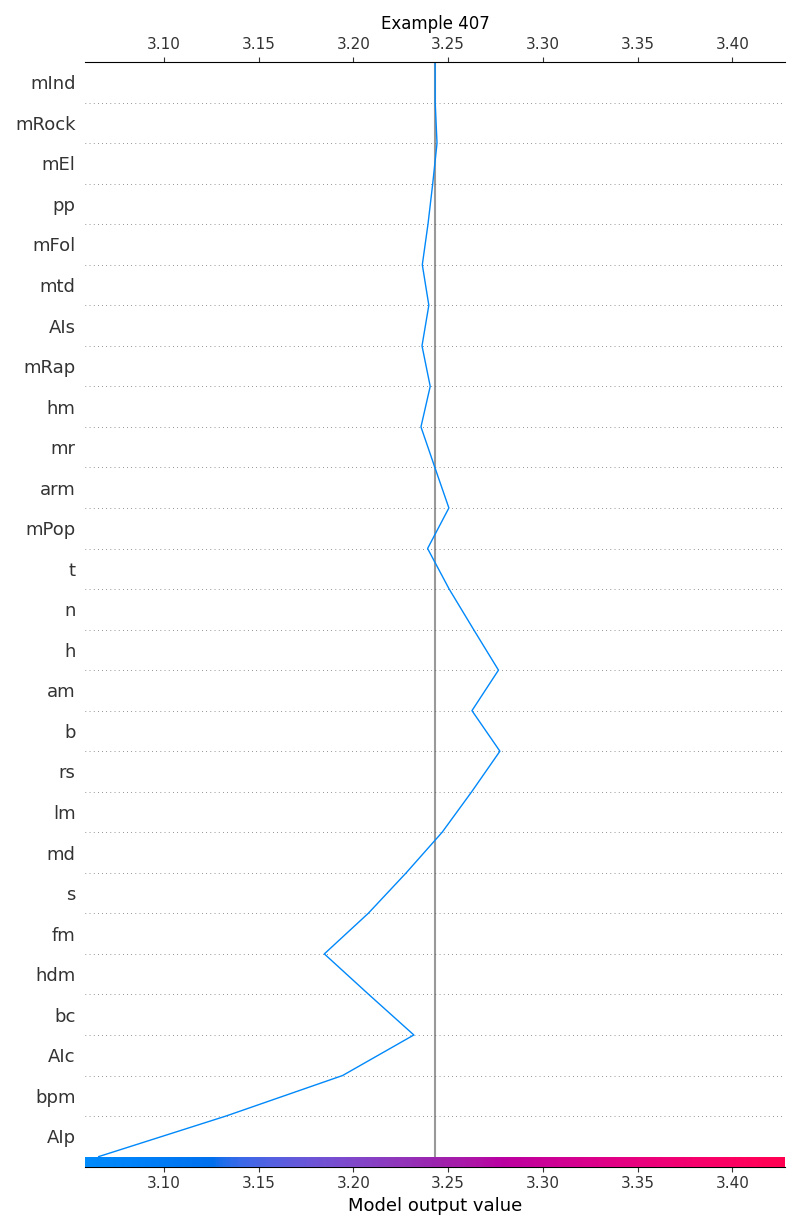 Example 407
3.10 3.15 3.20 3.25 3.30 3.35 3.40
mInd
mRock
mEl
pp
mFol
mtd
AIs
mRap
hm
mr
arm
mPop
t
n
h
am
b
rs
lm
md
s
fm
hdm
bc
AIc
bpm
AIp
3.10 3.15 3.20 3.25 3.30 3.35 3.40
Model output value